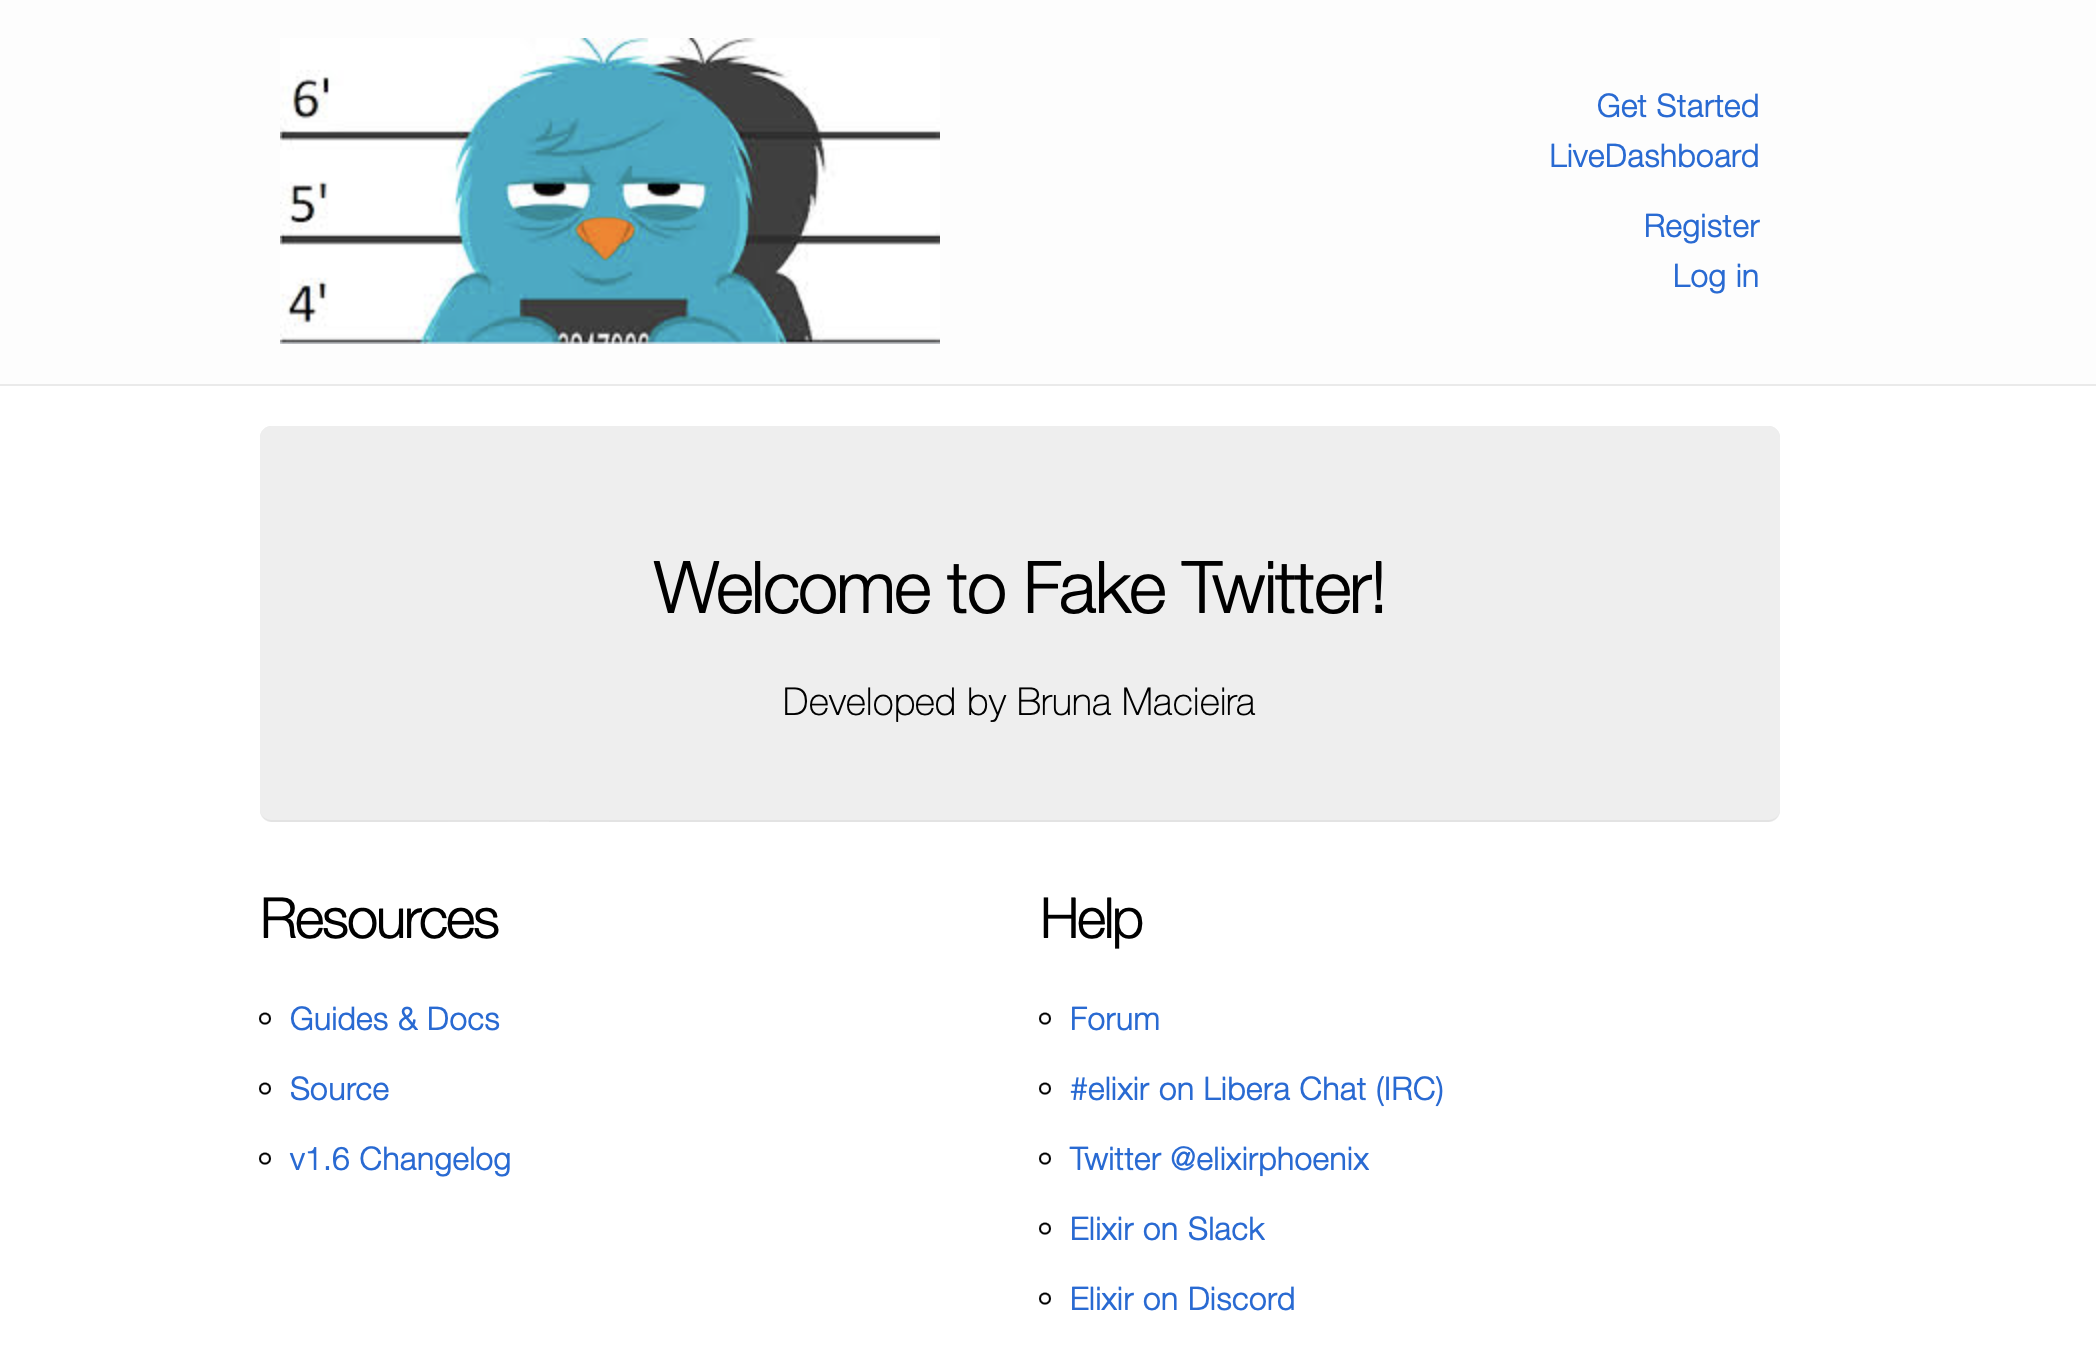 6'
5'
4'
Get Started
LiveDashboard
Register
Log in
Welcome to Fake Twitter!
Developed by Bruna Macieira
Resources
Guides & Docs
Source
v1.6 Changelog
Help
Forum
#elixir on Libera Chat (IRC)
Twitter @elixirphoenix
Elixir on Slack
Elixir on Discord